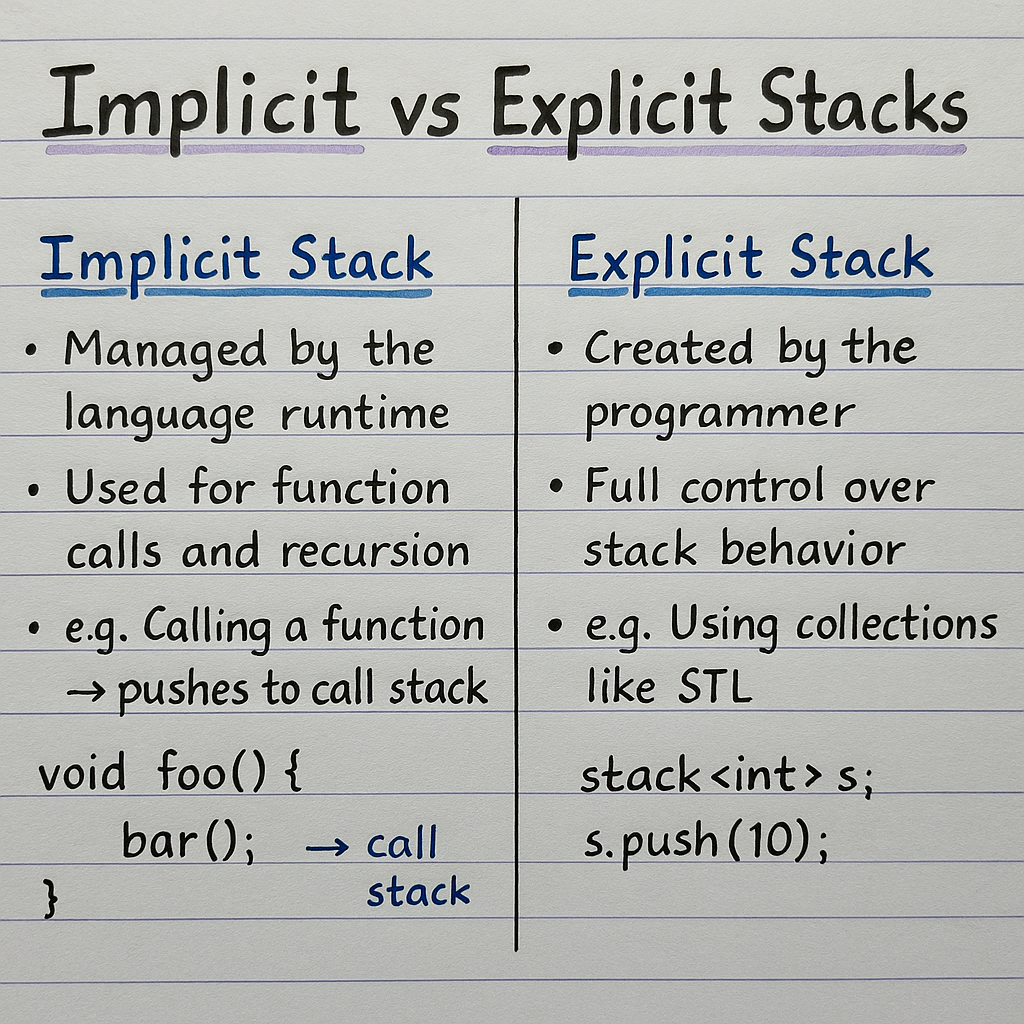 Implicit vs Explicit Stacks
Implicit Stack
• Managed by the
language runtime
• Used for function
calls and recursion
• e.g. Calling a function
→ pushes to call stack
void foo() {
bar(); → call
stack
}
Explicit Stack
• Created by the
programmer
• Full control over
stack behavior
• e.g. Using collections
like STL
stack<int> s;
s.push(10);